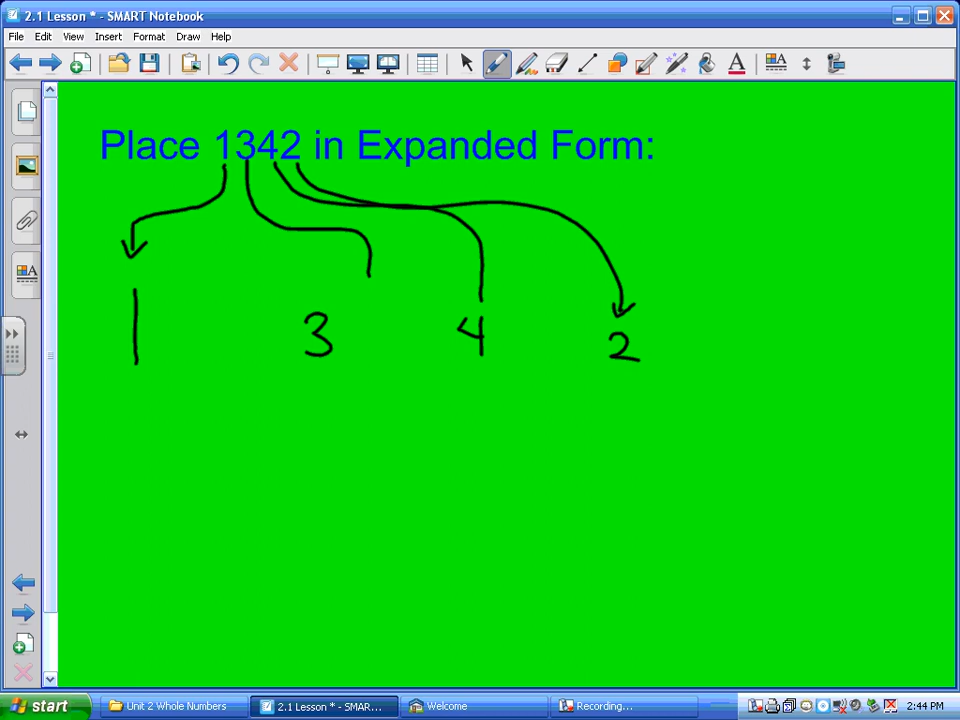 2.1 Lesson * - SMART Notebook
File Edit View Insert Format Draw Help
Place 1342 in Expanded Form:
1 3 4 2
start Unit 2 Whole Numbers 2.1 Lesson * - SMAR... Welcome Recording... 2:44 PM